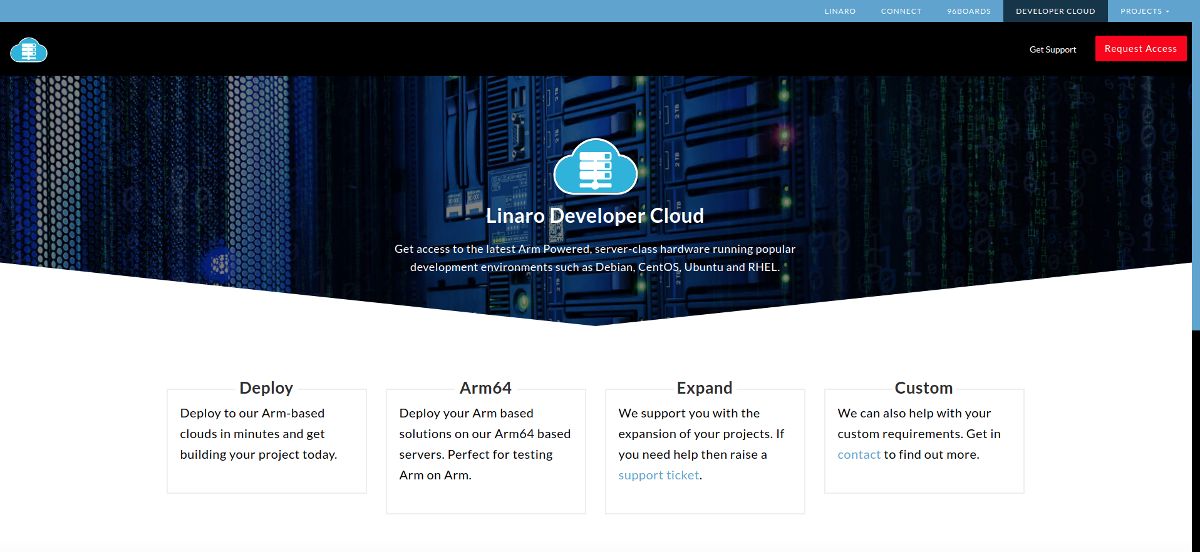 LINARO CONNECT 96BOARDS DEVELOPER CLOUD PROJECTS
Get Support Request Access
Linaro Developer Cloud
Get access to the latest Arm Powered, server-class hardware running popular
development environments such as Debian, CentOS, Ubuntu and RHEL.
Deploy
Deploy to our Arm-based
clouds in minutes and get
building your project today.
Arm64
Deploy your Arm based
solutions on our Arm64 based
servers. Perfect for testing
Arm on Arm.
Expand
We support you with the
expansion of your projects. If
you need help then raise a
support ticket.
Custom
We can also help with your
custom requirements. Get in
contact to find out more.